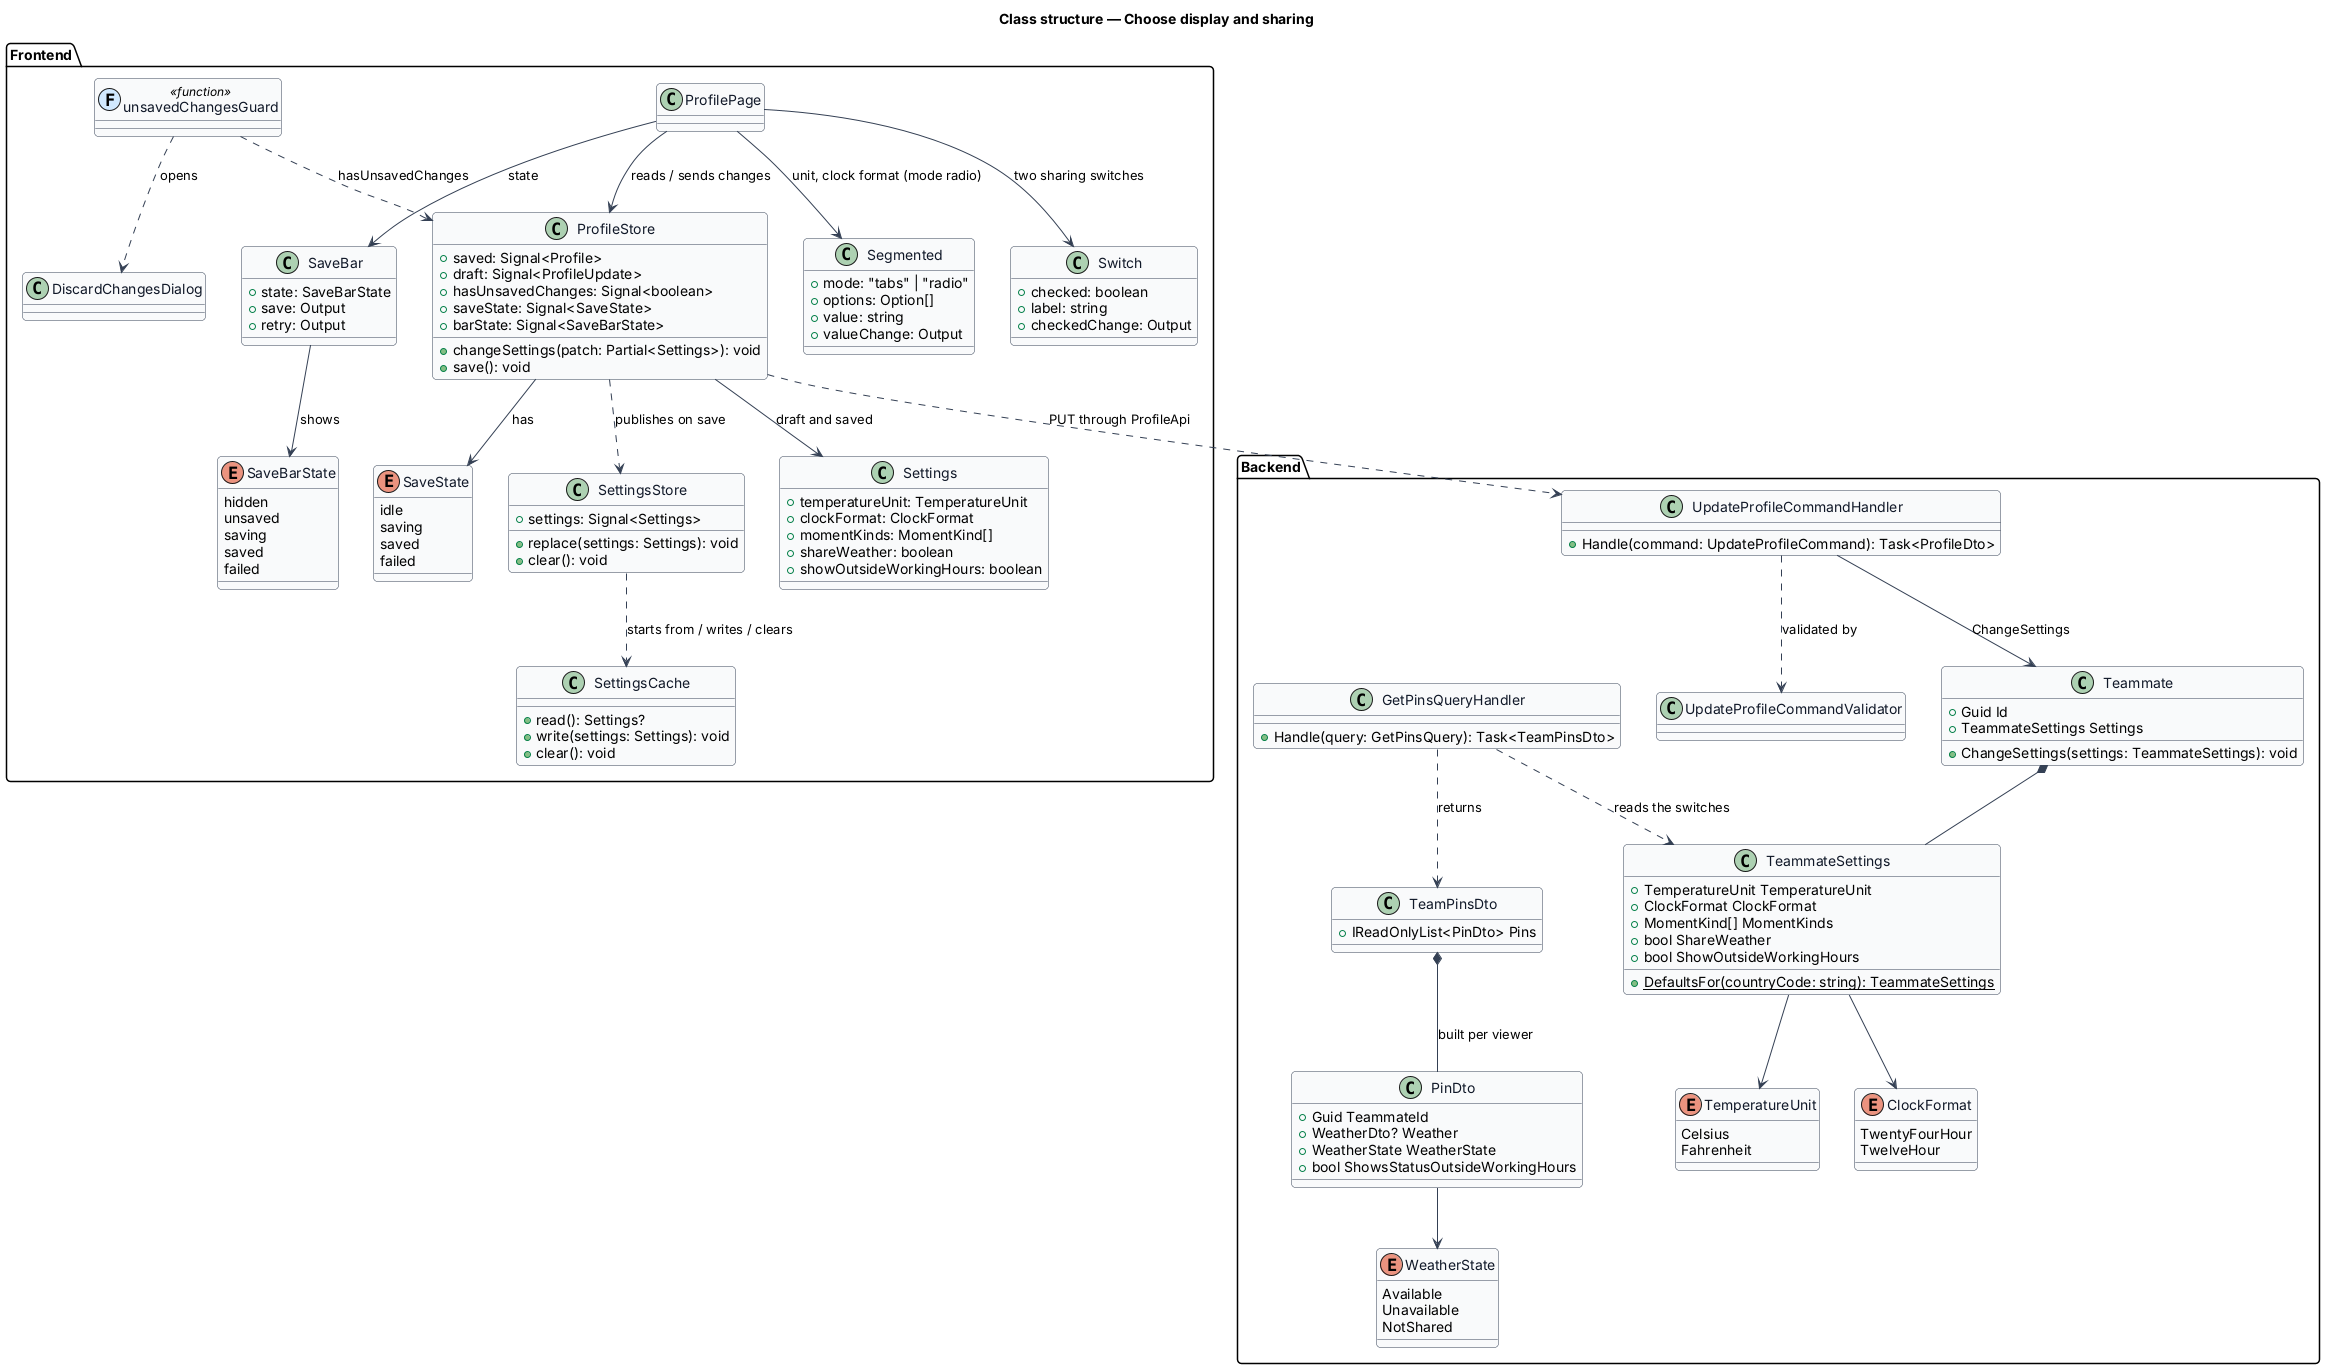 Class structure — Choose display and sharing
Frontend
F
«function»
unsavedChangesGuard
C ProfilePage
opens
hasUnsavedChanges
state
reads / sends changes
unit, clock format (mode radio)
two sharing switches
C DiscardChangesDialog
C SaveBar
state: SaveBarState
save: Output
retry: Output
C ProfileStore
saved: Signal<Profile>
draft: Signal<ProfileUpdate>
hasUnsavedChanges: Signal<boolean>
saveState: Signal<SaveState>
barState: Signal<SaveBarState>
changeSettings(patch: Partial<Settings>): void
save(): void
C Segmented
mode: "tabs" | "radio"
options: Option[]
value: string
valueChange: Output
C Switch
checked: boolean
label: string
checkedChange: Output
shows
has
publishes on save
draft and saved
PUT through ProfileApi
E SaveBarState
hidden
unsaved
saving
saved
failed
E SaveState
idle
saving
saved
failed
C SettingsStore
settings: Signal<Settings>
replace(settings: Settings): void
clear(): void
C Settings
temperatureUnit: TemperatureUnit
clockFormat: ClockFormat
momentKinds: MomentKind[]
shareWeather: boolean
showOutsideWorkingHours: boolean
starts from / writes / clears
C SettingsCache
read(): Settings?
write(settings: Settings): void
clear(): void
Backend
C UpdateProfileCommandHandler
Handle(command: UpdateProfileCommand): Task<ProfileDto>
validated by
ChangeSettings
C GetPinsQueryHandler
Handle(query: GetPinsQuery): Task<TeamPinsDto>
C UpdateProfileCommandValidator
C Teammate
Guid Id
TeammateSettings Settings
ChangeSettings(settings: TeammateSettings): void
returns
reads the switches
C TeamPinsDto
IReadOnlyList<PinDto> Pins
C TeammateSettings
TemperatureUnit TemperatureUnit
ClockFormat ClockFormat
MomentKind[] MomentKinds
bool ShareWeather
bool ShowOutsideWorkingHours
DefaultsFor(countryCode: string): TeammateSettings
built per viewer
C PinDto
Guid TeammateId
WeatherDto? Weather
WeatherState WeatherState
bool ShowsStatusOutsideWorkingHours
E TemperatureUnit
Celsius
Fahrenheit
E ClockFormat
TwentyFourHour
TwelveHour
E WeatherState
Available
Unavailable
NotShared